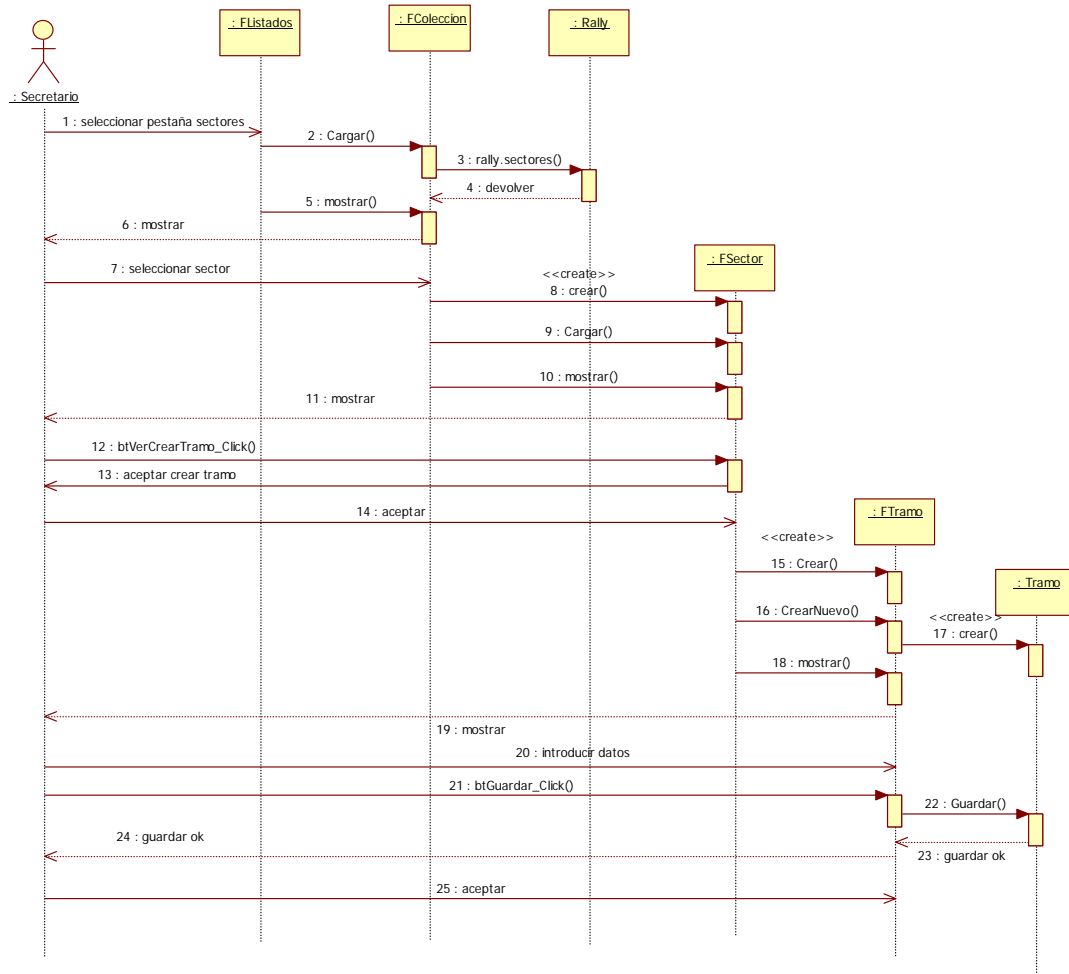 : FListados
: FColeccion
: Rally
: Secretario
1 : seleccionar pestaña sectores
2 : Cargar()
3 : rally.sectores()
4 : devolver
5 : mostrar()
6 : mostrar
: FSector
7 : seleccionar sector
<<create>>
8 : crear()
9 : Cargar()
10 : mostrar()
11 : mostrar
12 : btVerCrearTramo_Click()
13 : aceptar crear tramo
14 : aceptar
: FTramo
<<create>>
15 : Crear()
: Tramo
16 : CrearNuevo()
<<create>>
17 : crear()
18 : mostrar()
19 : mostrar
20 : introducir datos
21 : btGuardar_Click()
22 : Guardar()
24 : guardar ok
23 : guardar ok
25 : aceptar